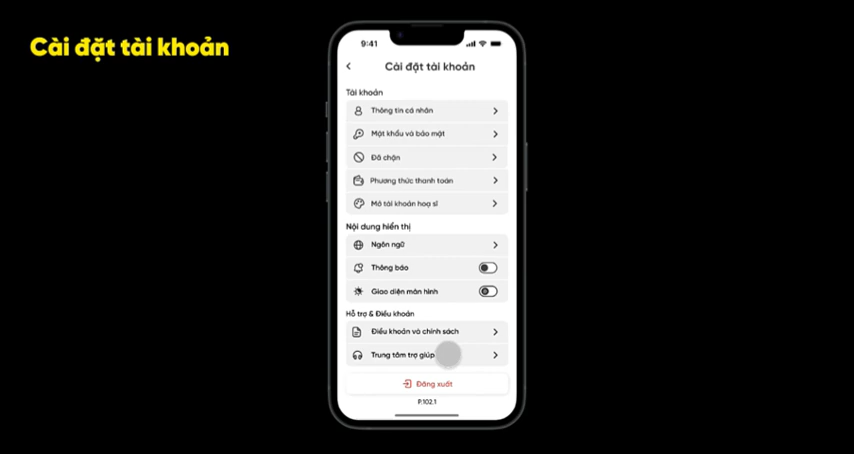 Cài đặt tài khoản
9:41
Cài đặt tài khoản
Tài khoản
Thông tin cá nhân
Mật khẩu và bảo mật
Đã chặn
Phương thức thanh toán
Mở tài khoản hoạ sĩ
Nội dung hiển thị
Ngôn ngữ
Thông báo
Giao diện màn hình
Hỗ trợ & Điều khoản
Điều khoản và chính sách
Trung tâm trợ giúp
Đăng xuất
P.102.1